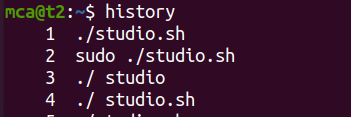 mca@t2:~$ history
1 ./studio.sh
2 sudo ./studio.sh
3 ./ studio
4 ./ studio.sh